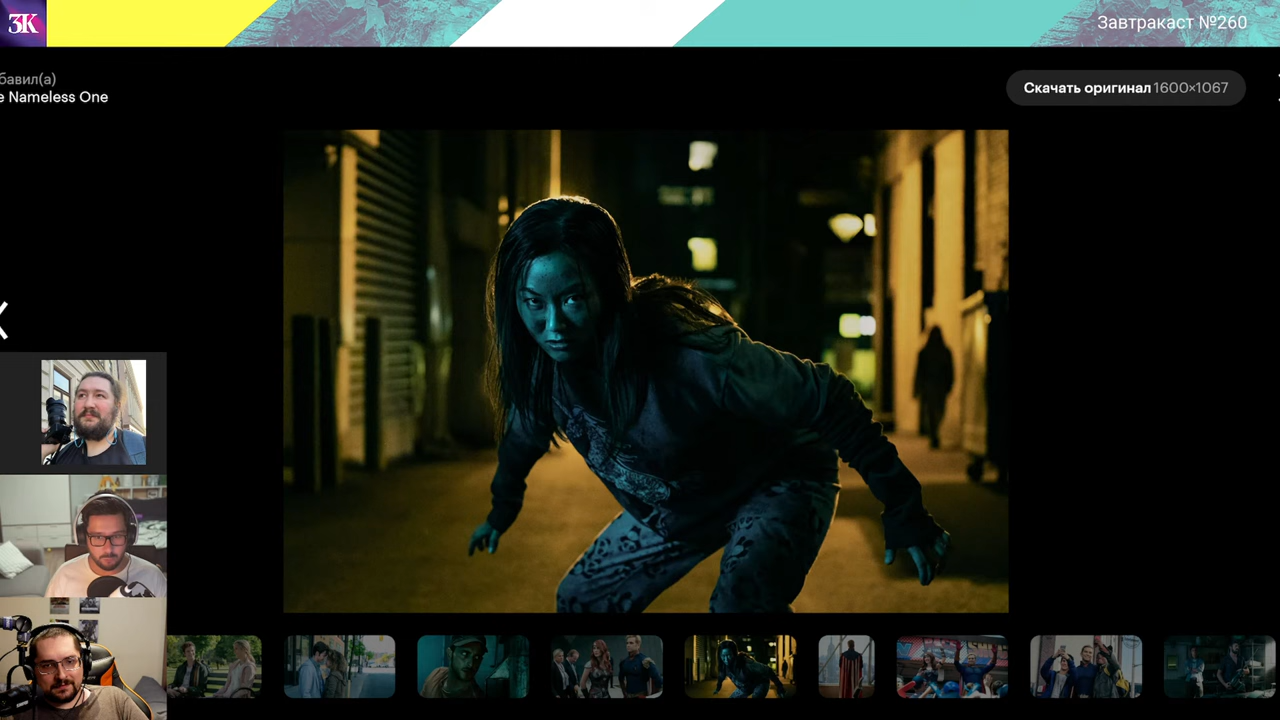 ЗК
Завтракаст №260
бавил(а)
e Nameless One
Скачать оригинал 1600×1067